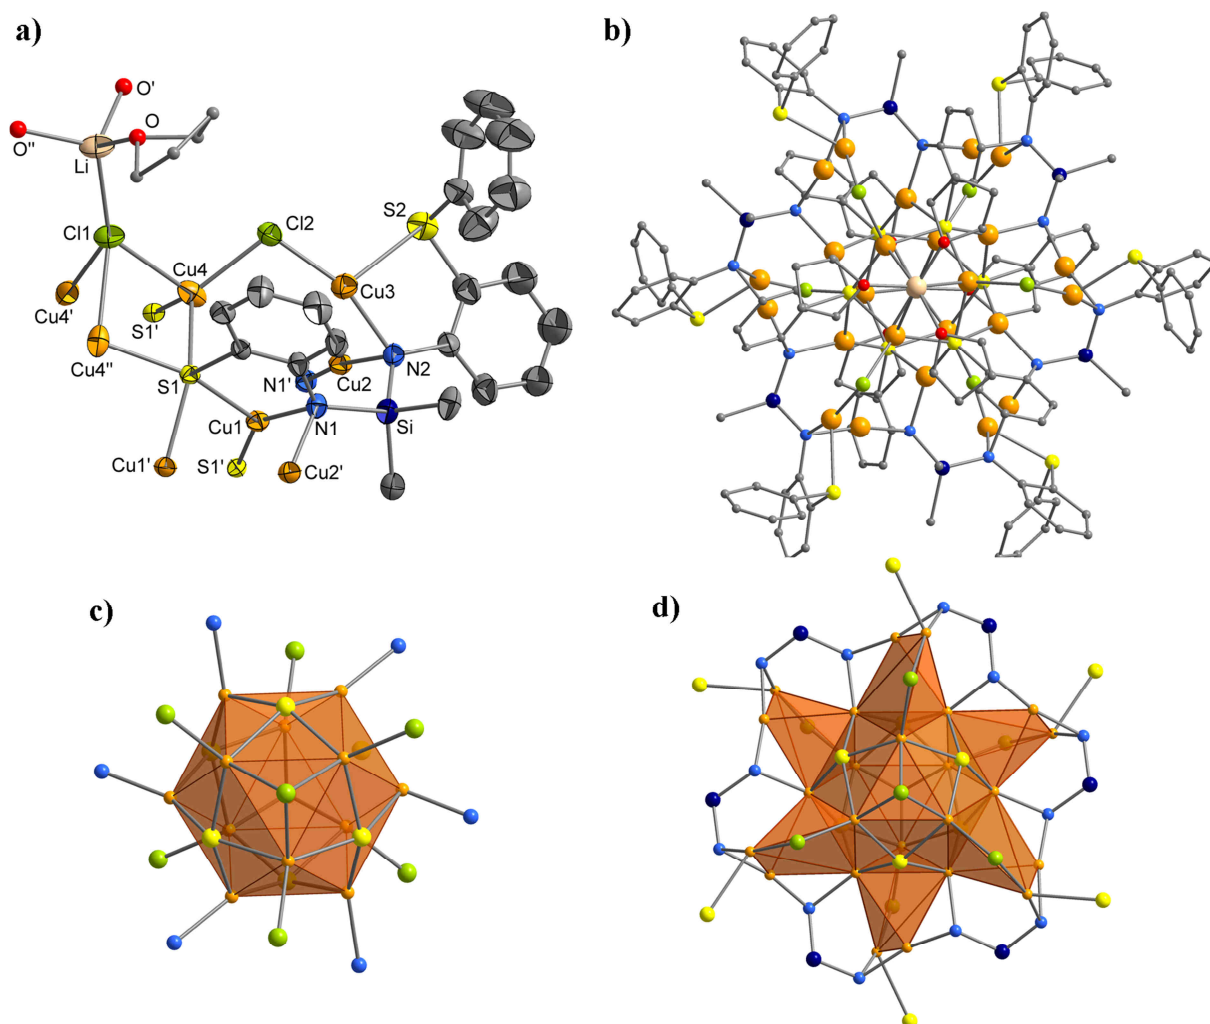 a)
b)
O'
O
O''
Li
S2
Cl1
Cl2
Cu4
Cu3
Cu4'
S1'
Cu4''
S1
N1'
Cu2
N2
Cu1
N1
Si
Cu1'
S1'
Cu2'
c)
d)